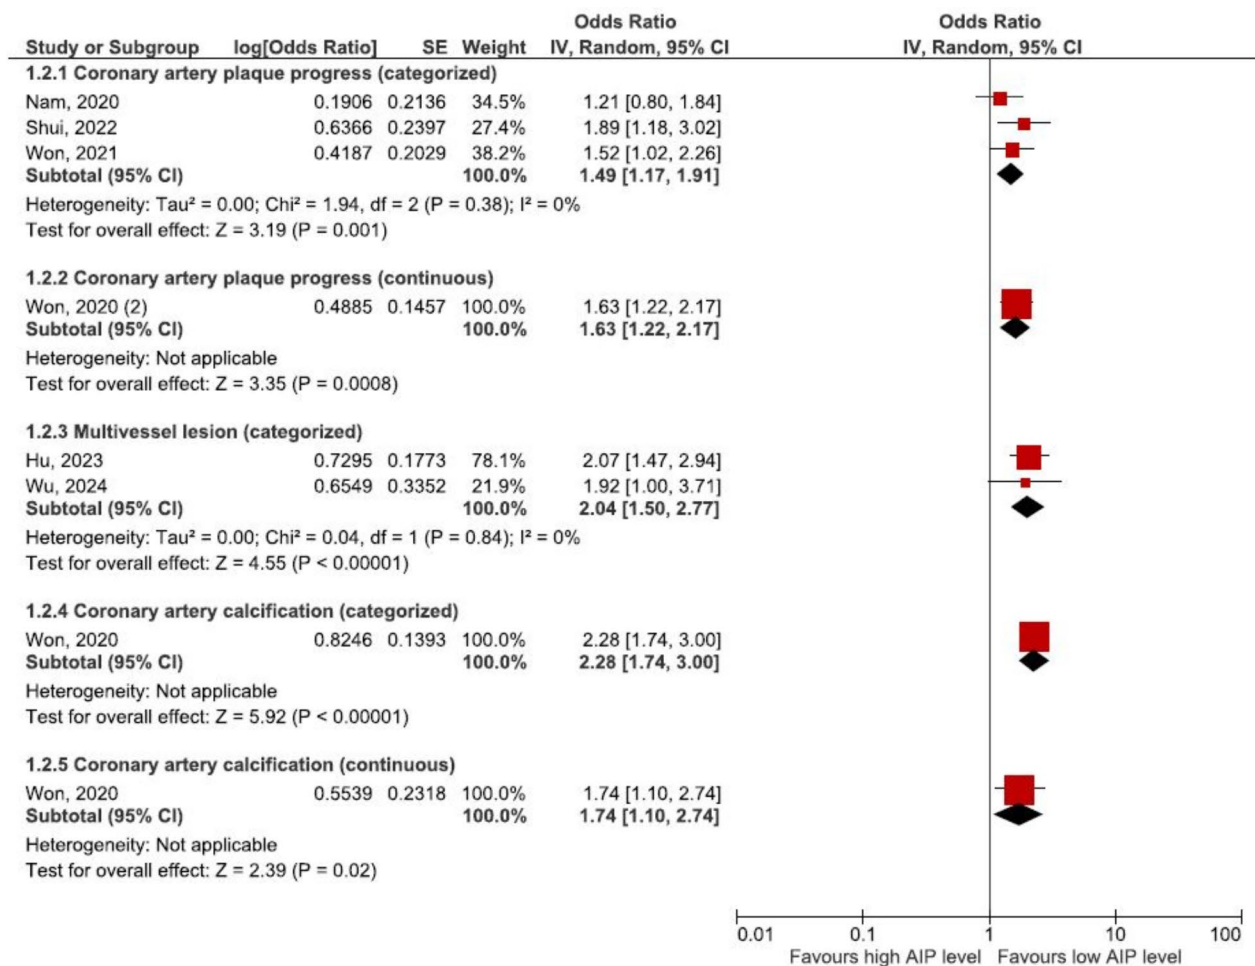 Odds Ratio Odds Ratio
Study or Subgroup log[Odds Ratio] SE Weight IV, Random, 95% CI IV, Random, 95% CI
1.2.1 Coronary artery plaque progress (categorized)
Nam, 2020 0.1906 0.2136 34.5% 1.21 [0.80, 1.84]
Shui, 2022 0.6366 0.2397 27.4% 1.89 [1.18, 3.02]
Won, 2021 0.4187 0.2029 38.2% 1.52 [1.02, 2.26]
Subtotal (95% CI) 100.0% 1.49 [1.17, 1.91]
Heterogeneity: Tau² = 0.00; Chi² = 1.94, df = 2 (P = 0.38); I² = 0%
Test for overall effect: Z = 3.19 (P = 0.001)
1.2.2 Coronary artery plaque progress (continuous)
Won, 2020 (2) 0.4885 0.1457 100.0% 1.63 [1.22, 2.17]
Subtotal (95% CI) 100.0% 1.63 [1.22, 2.17]
Heterogeneity: Not applicable
Test for overall effect: Z = 3.35 (P = 0.0008)
1.2.3 Multivessel lesion (categorized)
Hu, 2023 0.7295 0.1773 78.1% 2.07 [1.47, 2.94]
Wu, 2024 0.6549 0.3352 21.9% 1.92 [1.00, 3.71]
Subtotal (95% CI) 100.0% 2.04 [1.50, 2.77]
Heterogeneity: Tau² = 0.00; Chi² = 0.04, df = 1 (P = 0.84); I² = 0%
Test for overall effect: Z = 4.55 (P < 0.00001)
1.2.4 Coronary artery calcification (categorized)
Won, 2020 0.8246 0.1393 100.0% 2.28 [1.74, 3.00]
Subtotal (95% CI) 100.0% 2.28 [1.74, 3.00]
Heterogeneity: Not applicable
Test for overall effect: Z = 5.92 (P < 0.00001)
1.2.5 Coronary artery calcification (continuous)
Won, 2020 0.5539 0.2318 100.0% 1.74 [1.10, 2.74]
Subtotal (95% CI) 100.0% 1.74 [1.10, 2.74]
Heterogeneity: Not applicable
Test for overall effect: Z = 2.39 (P = 0.02)
0.01 0.1 1 10 100
Favours high AIP level Favours low AIP level